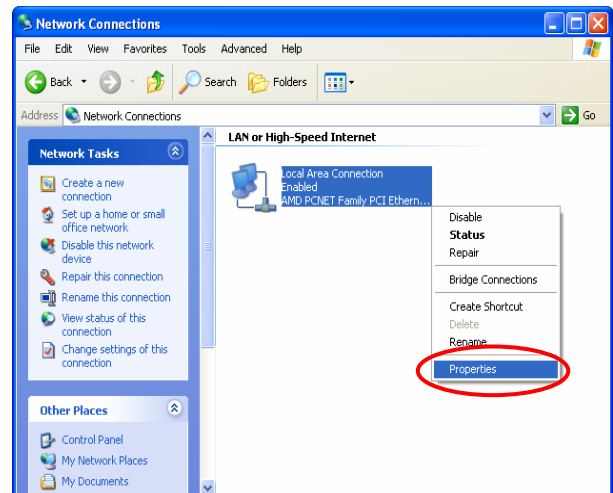 Network Connections
File Edit View Favorites Tools Advanced Help
Back Search Folders
Address Network Connections Go
Network Tasks
Create a new
connection
Set up a home or small
office network
Disable this network
device
Repair this connection
Rename this connection
View status of this
connection
Change settings of this
connection
Other Places
Control Panel
My Network Places
My Documents
LAN or High-Speed Internet
Local Area Connection
Enabled
AMD PCNET Family PCI Ethern...
Disable
Status
Repair
Bridge Connections
Create Shortcut
Delete
Rename
Properties